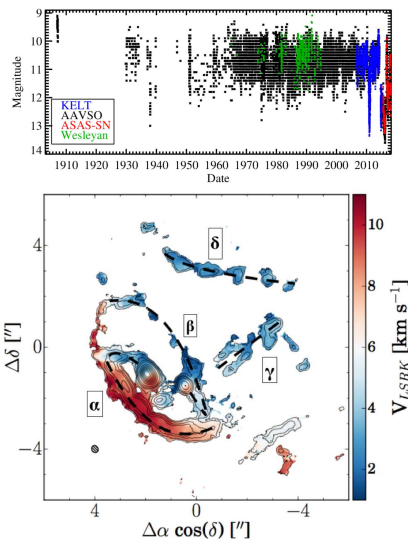 9
10
11
12
13
14
Magnitude
KELT
AAVSO
ASAS-SN
Wesleyan
1910 1920 1930 1940 1950 1960 1970 1980 1990 2000 2010
Date
δ
β
γ
α
4
0
−4
Δδ ["]
4 0 −4
Δα cos(δ) ["]
10
8
6
4
2
V_LSRK [km s⁻¹]